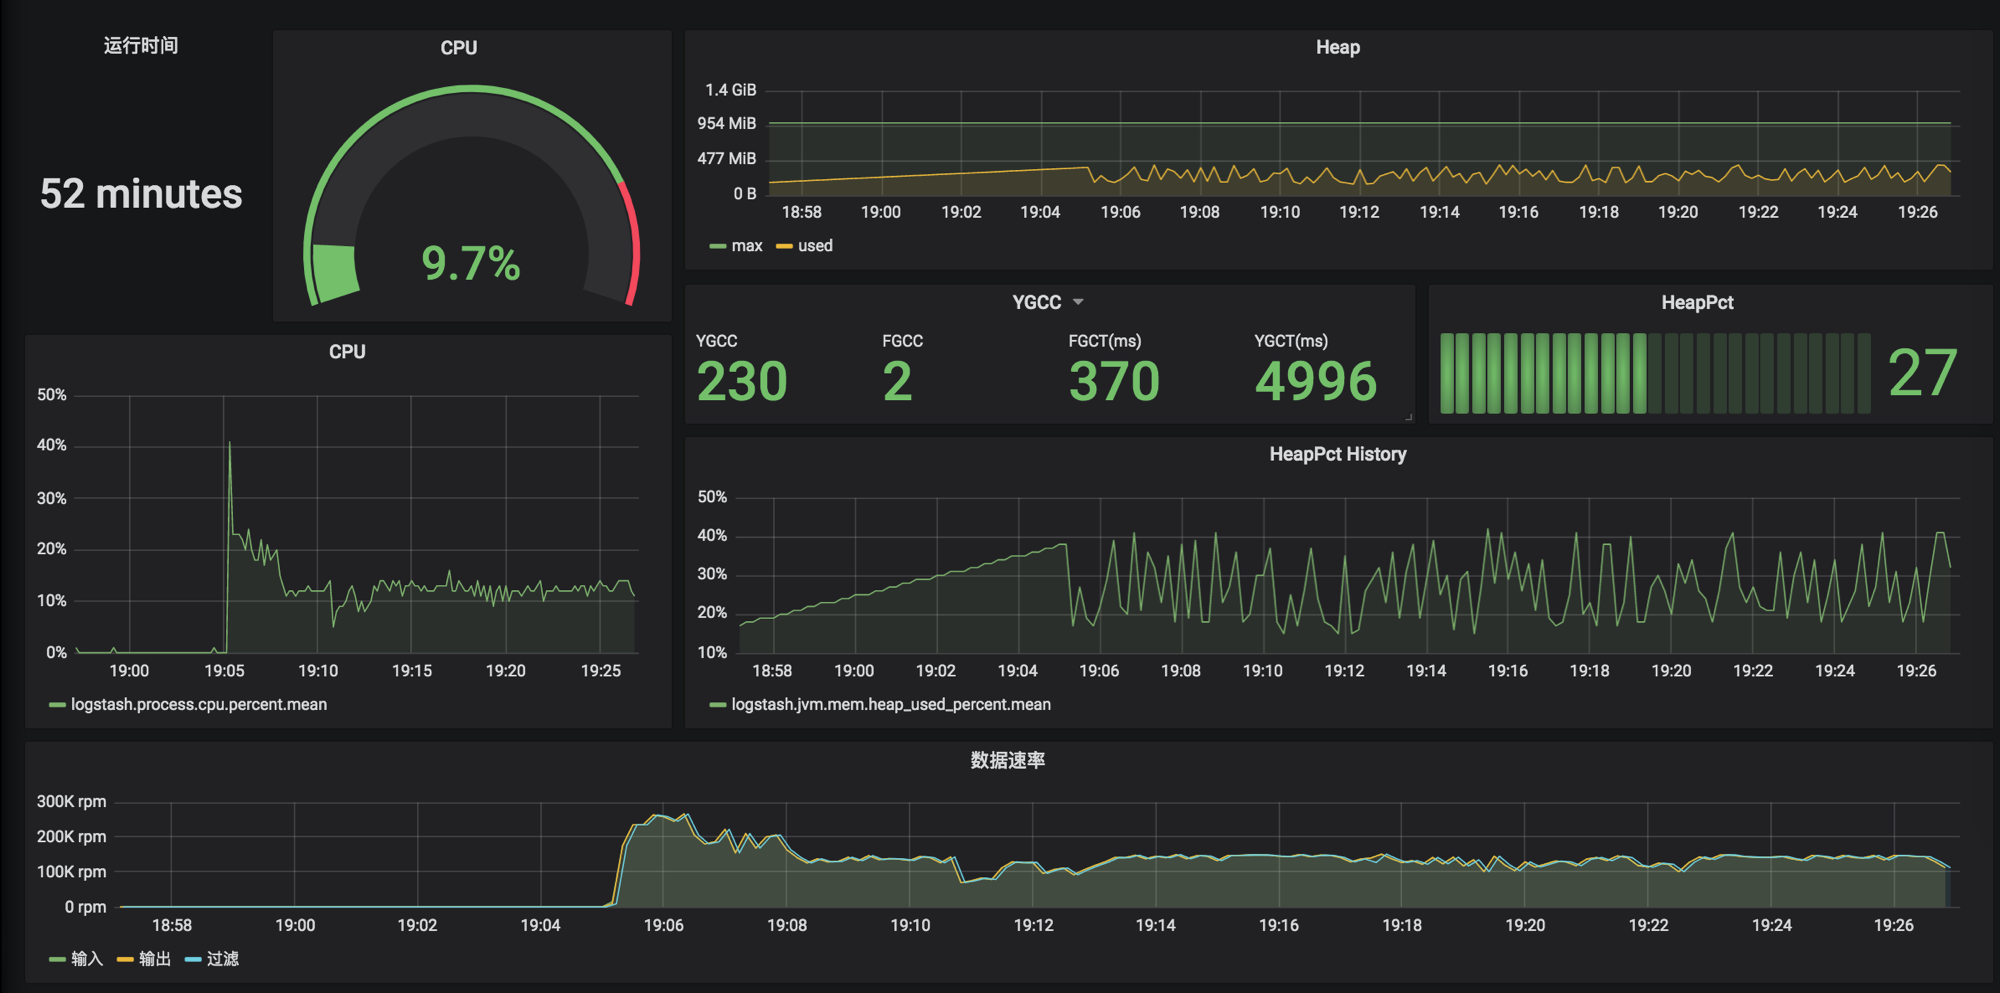 运行时间
52 minutes
CPU
9.7%
Heap
1.4 GiB
954 MiB
477 MiB
0 B
18:58 19:00 19:02 19:04 19:06 19:08 19:10 19:12 19:14 19:16 19:18 19:20 19:22 19:24 19:26
max used
YGCC
YGCC FGCC FGCT(ms) YGCT(ms)
230 2 370 4996
HeapPct
27
CPU
50%
40%
30%
20%
10%
0%
19:00 19:05 19:10 19:15 19:20 19:25
logstash.process.cpu.percent.mean
HeapPct History
50%
40%
30%
20%
10%
18:58 19:00 19:02 19:04 19:06 19:08 19:10 19:12 19:14 19:16 19:18 19:20 19:22 19:24 19:26
logstash.jvm.mem.heap_used_percent.mean
数据速率
300K rpm
200K rpm
100K rpm
0 rpm
18:58 19:00 19:02 19:04 19:06 19:08 19:10 19:12 19:14 19:16 19:18 19:20 19:22 19:24 19:26
输入 输出 过滤